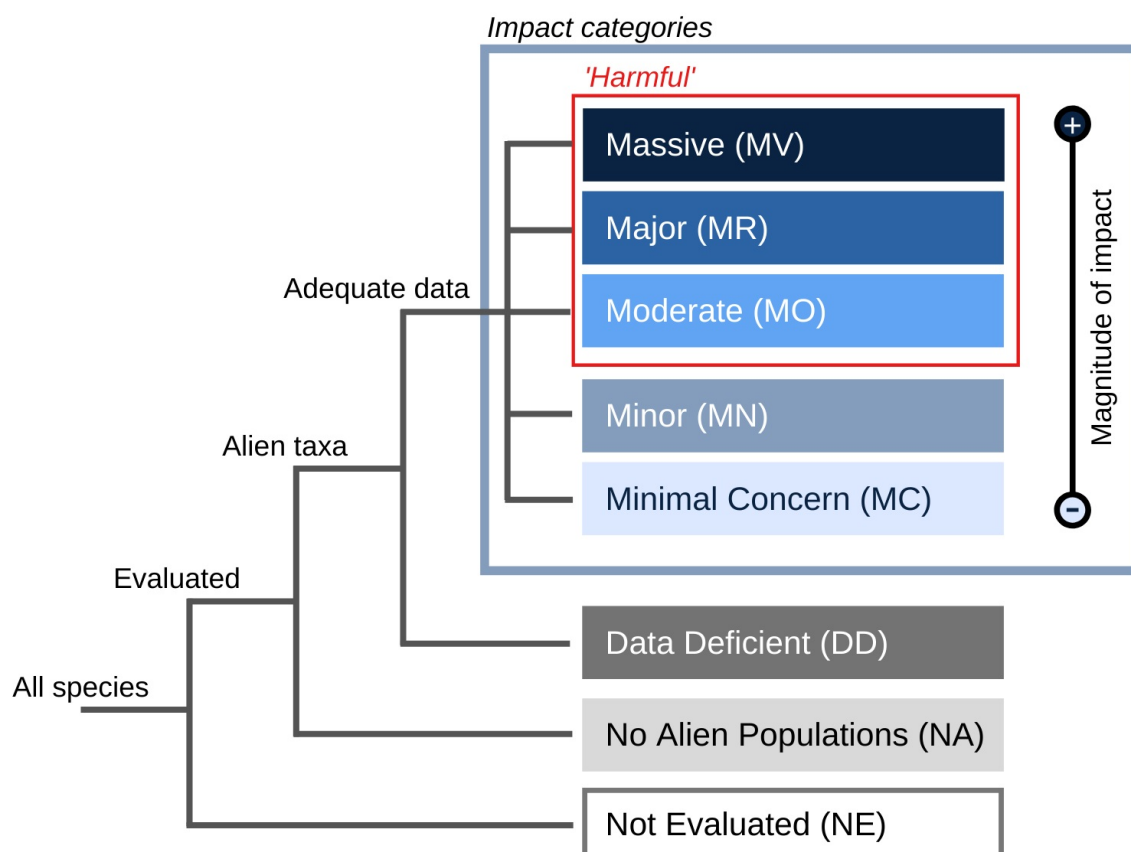 Impact categories
'Harmful'
Massive (MV)
Major (MR)
Moderate (MO)
Minor (MN)
Minimal Concern (MC)
+
Magnitude of impact
-
Adequate data
Alien taxa
Evaluated
All species
Data Deficient (DD)
No Alien Populations (NA)
Not Evaluated (NE)